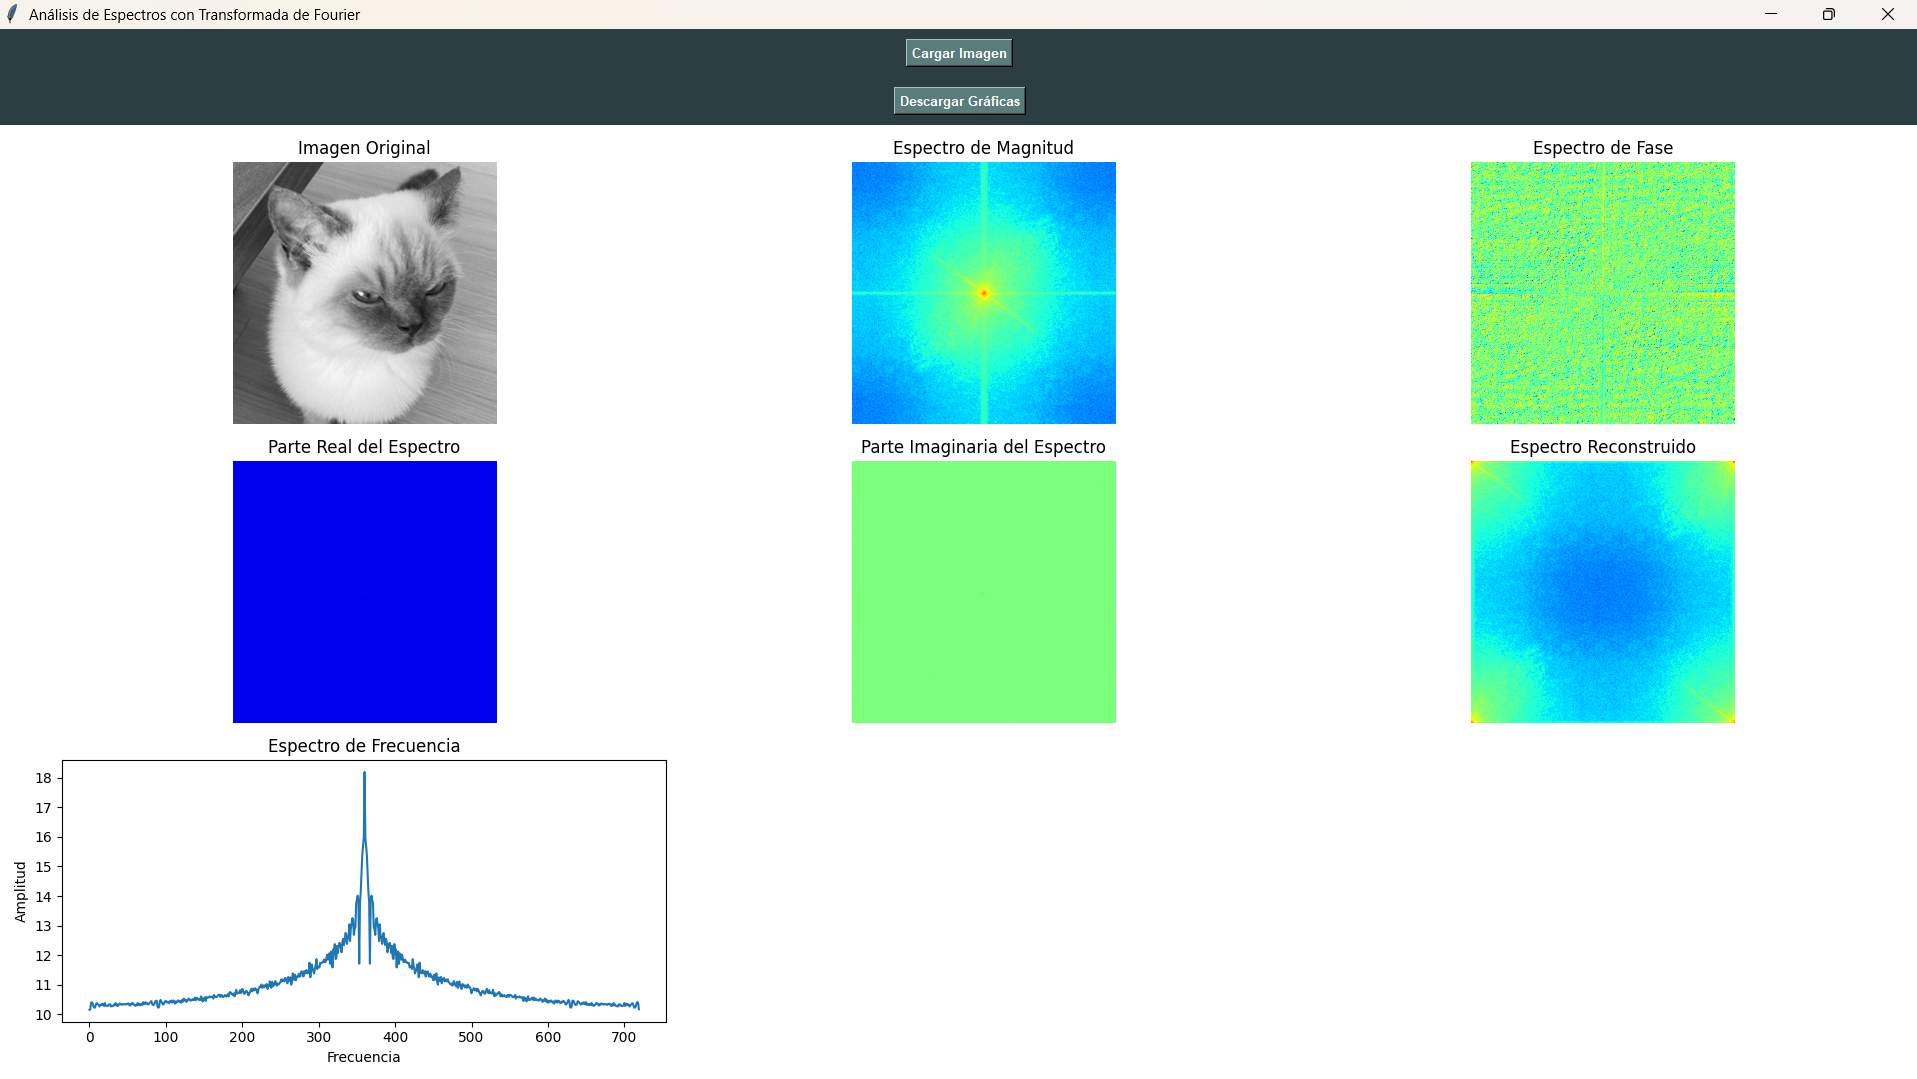 Análisis de Espectros con Transformada de Fourier
Cargar Imagen
Descargar Gráficas
Imagen Original
Espectro de Magnitud
Espectro de Fase
Parte Real del Espectro
Parte Imaginaria del Espectro
Espectro Reconstruido
Espectro de Frecuencia
Amplitud
18
17
16
15
14
13
12
11
10
0 100 200 300 400 500 600 700
Frecuencia